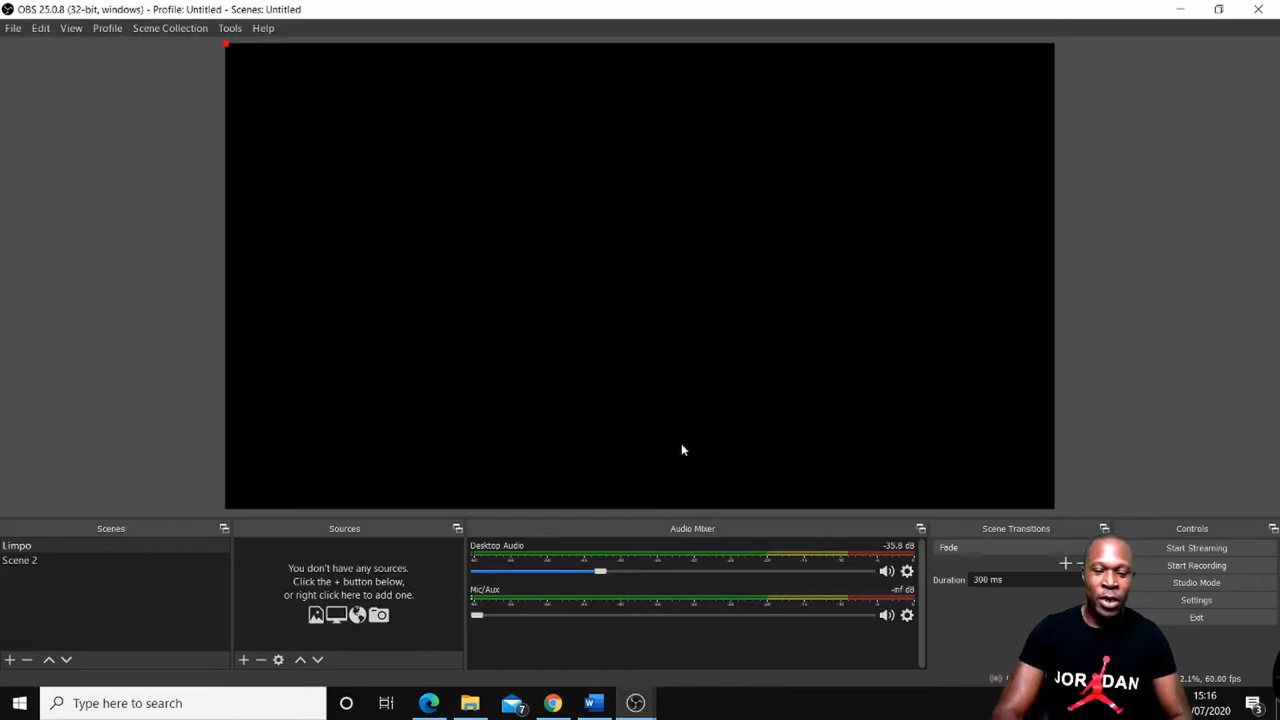 OBS 25.0.8 (32-bit, windows) - Profile: Untitled - Scenes: Untitled
File Edit View Profile Scene Collection Tools Help
Scenes
Limpo
Scene 2
Sources
You don't have any sources.
Click the + button below,
or right click here to add one.
Audio Mixer
Desktop Audio -35.8 dB
Mic/Aux -inf dB
Scene Transitions
Fade
Duration 300 ms
Controls
Start Streaming
Start Recording
Studio Mode
Settings
Exit
JORDAN
2.1%, 60.00 fps
Type here to search
7
15:16
/07/2020
3